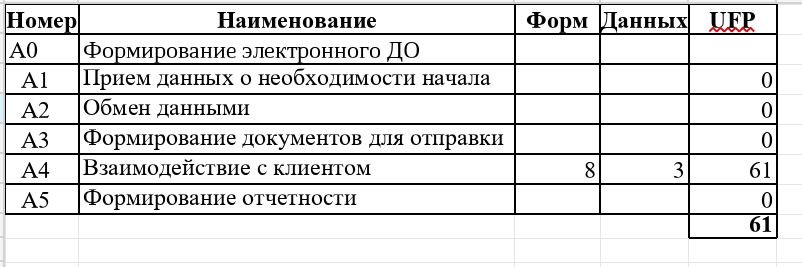 Номер Наименование Форм Данных UFP
A0 Формирование электронного ДО
A1 Прием данных о необходимости начала 0
A2 Обмен данными 0
A3 Формирование документов для отправки 0
A4 Взаимодействие с клиентом 8 3 61
A5 Формирование отчетности 0
61